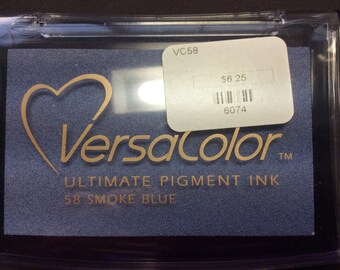 VC58
$6.25
6074
VersaColor™
ULTIMATE PIGMENT INK
58 SMOKE BLUE